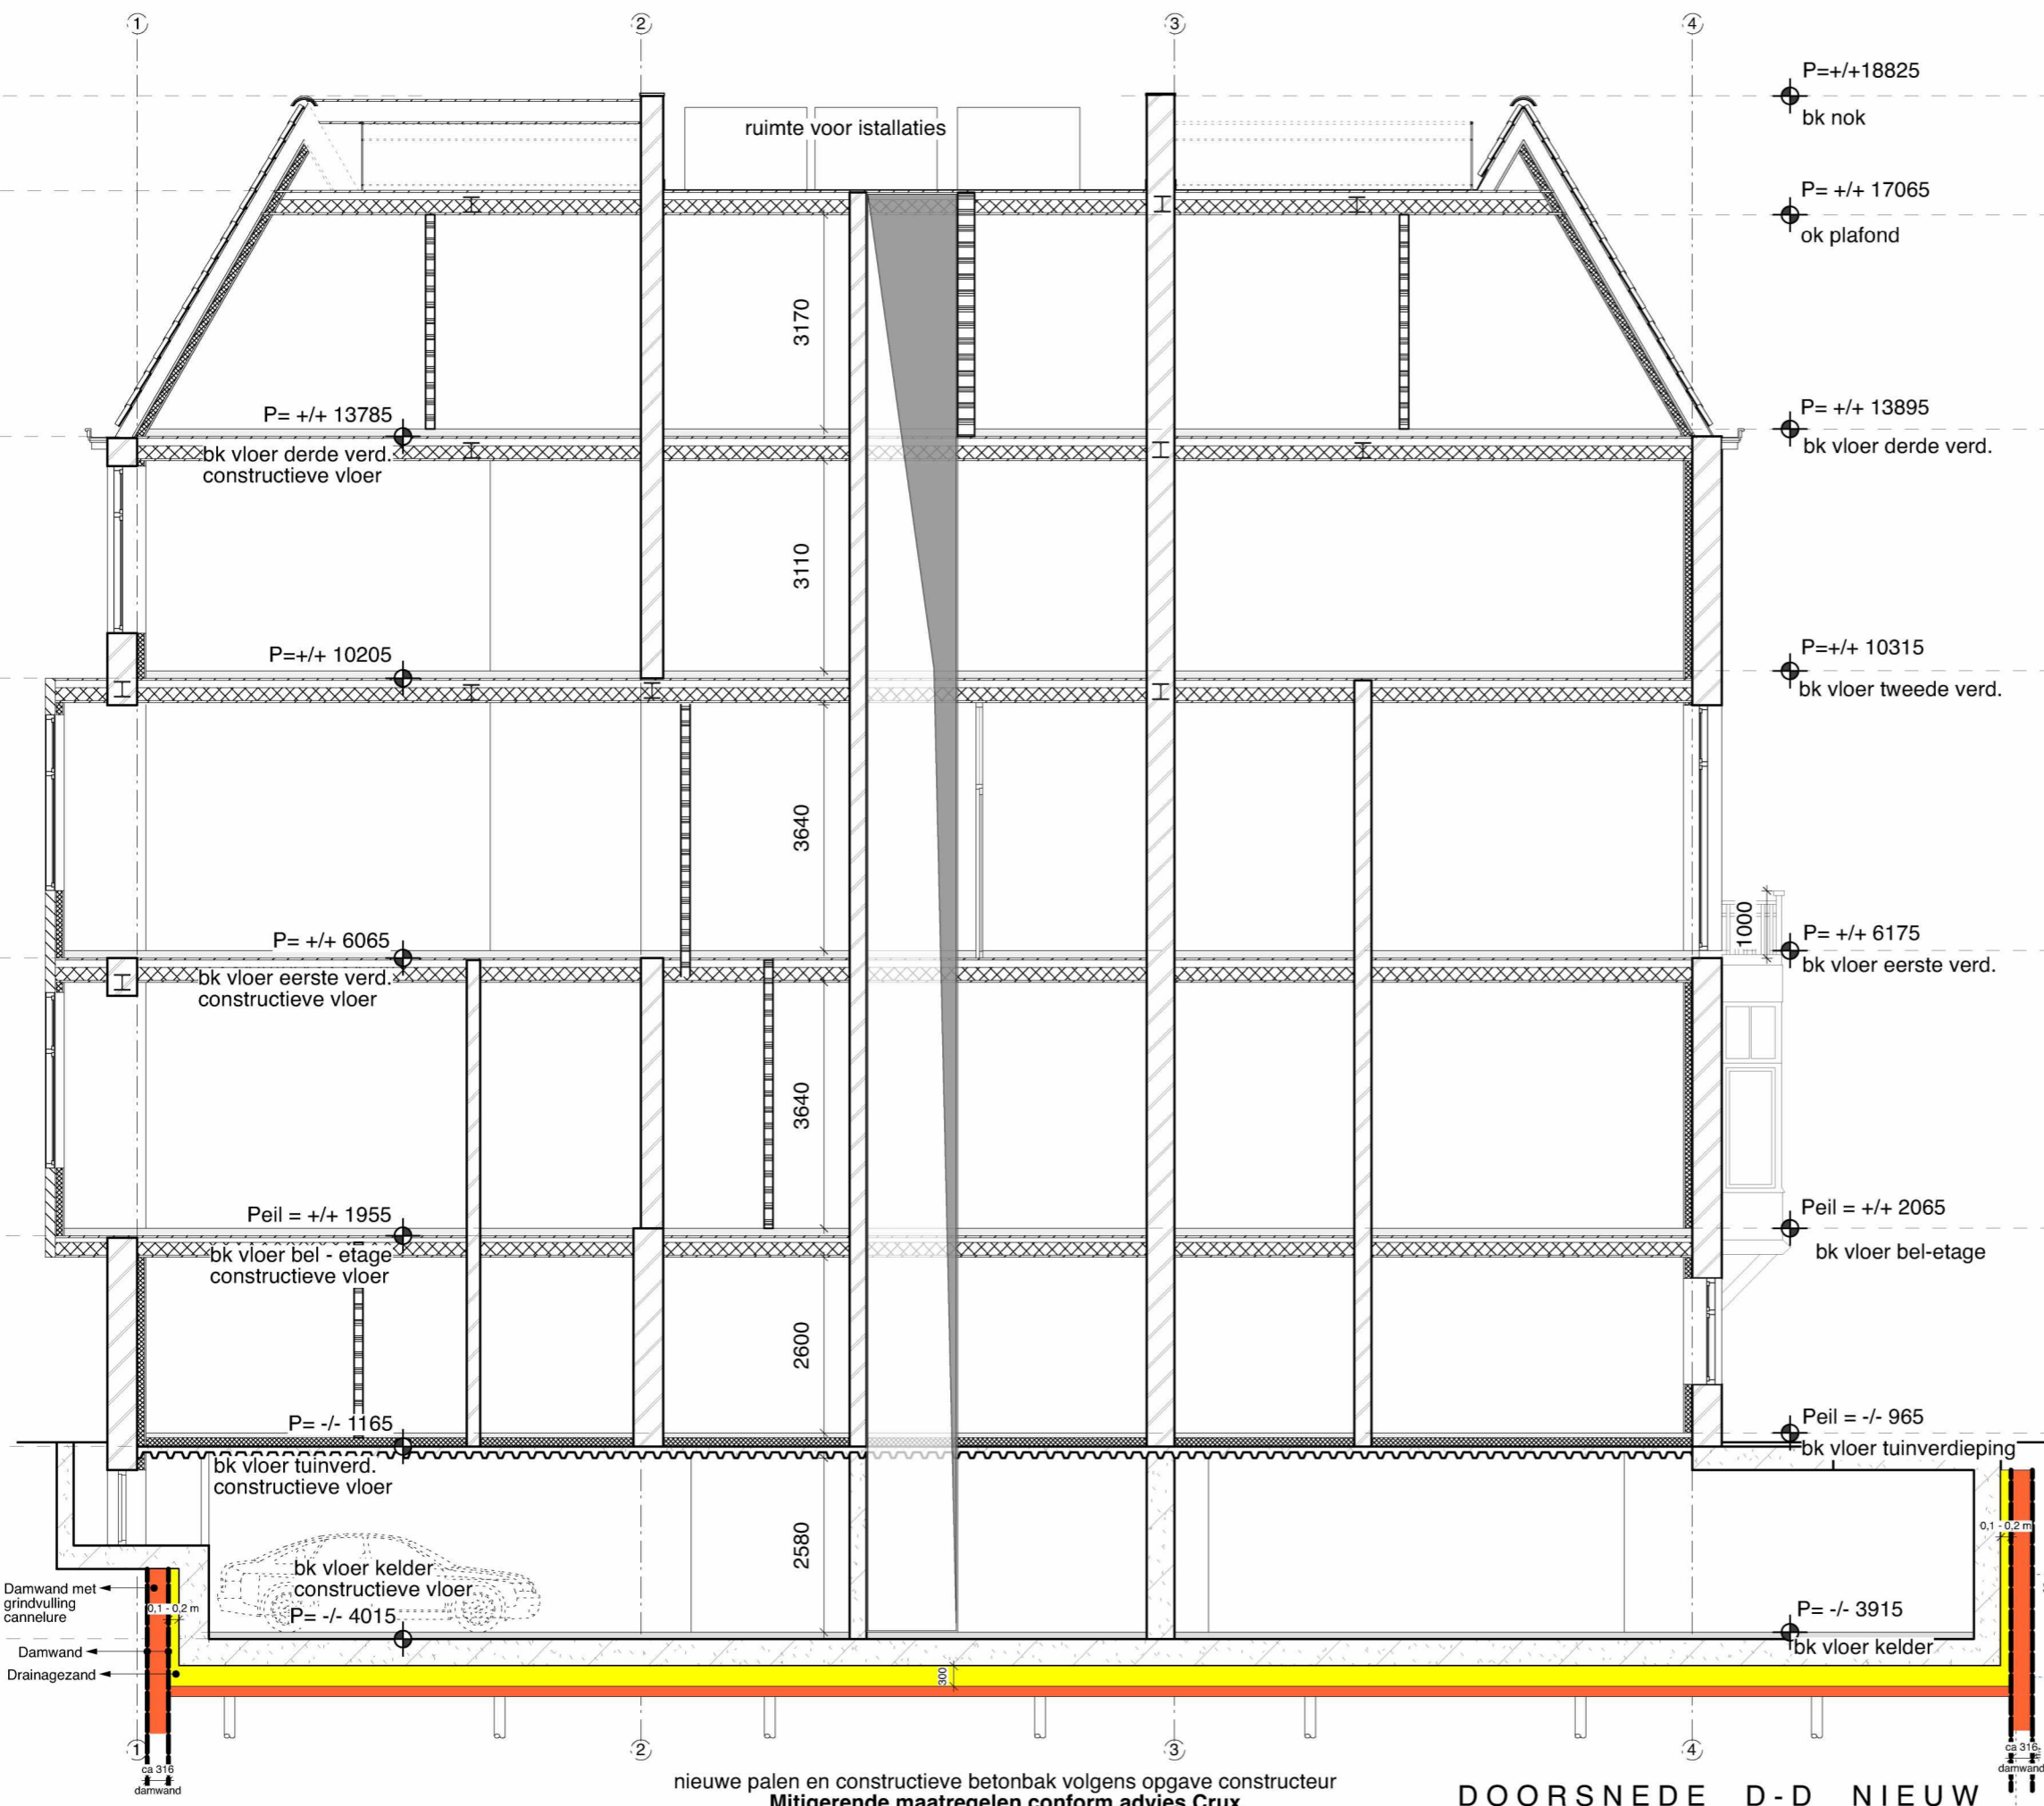 1
2
3
4
P=+/+18825
bk nok
ruimte voor istallaties
P= +/+ 17065
ok plafond
3170
P= +/+ 13785
bk vloer derde verd.
constructieve vloer
P= +/+ 13895
bk vloer derde verd.
3110
P=+/+ 10205
P=+/+ 10315
bk vloer tweede verd.
3640
1000
P= +/+ 6065
bk vloer eerste verd.
constructieve vloer
P= +/+ 6175
bk vloer eerste verd.
3640
Peil = +/+ 1955
bk vloer bel - etage
constructieve vloer
Peil = +/+ 2065
bk vloer bel-etage
2600
P= -/- 1165
bk vloer tuinverd.
constructieve vloer
Peil = -/- 965
bk vloer tuinverdieping
2580
0,1 - 0,2 m
bk vloer kelder
constructieve vloer
P= -/- 4015
Damwand met
grindvulling
cannelure
0,1 - 0,2 m
P= -/- 3915
bk vloer kelder
Damwand
Drainagezand
300
1
2
3
4
ca 316
damwand
ca 316
damwand
nieuwe palen en constructieve betonbak volgens opgave constructeur
Mitigerende maatregelen conform advies Crux
DOORSNEDE D-D NIEUW